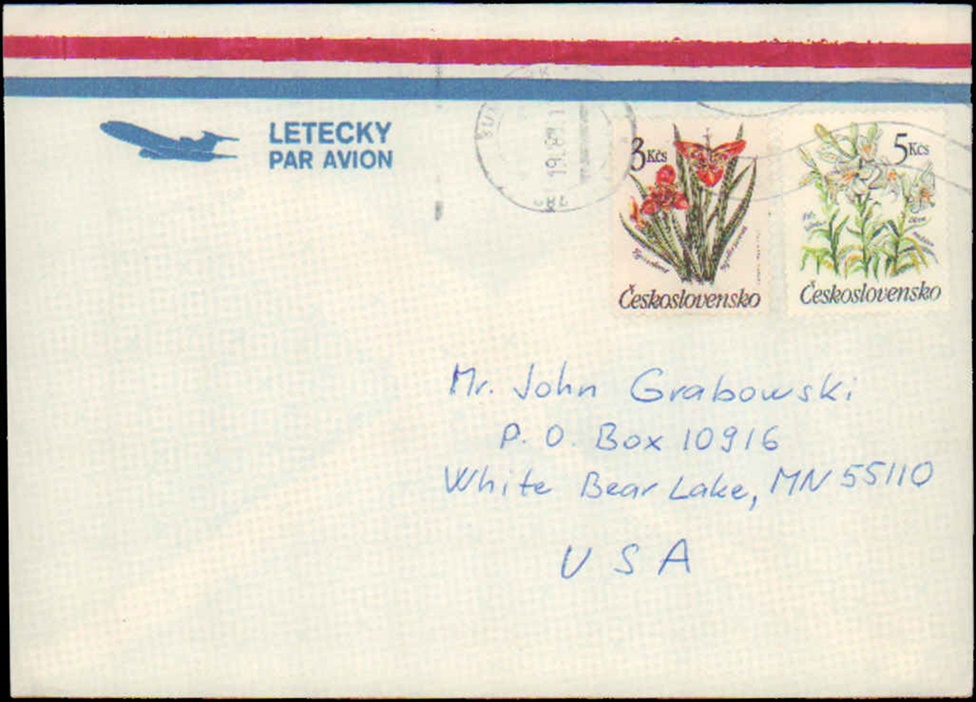 LETECKY
PAR AVION
3 Kčs
Československo
5 Kčs
Československo
Mr. John Grabowski
P. O. Box 10916
White Bear Lake, MN 55110
USA